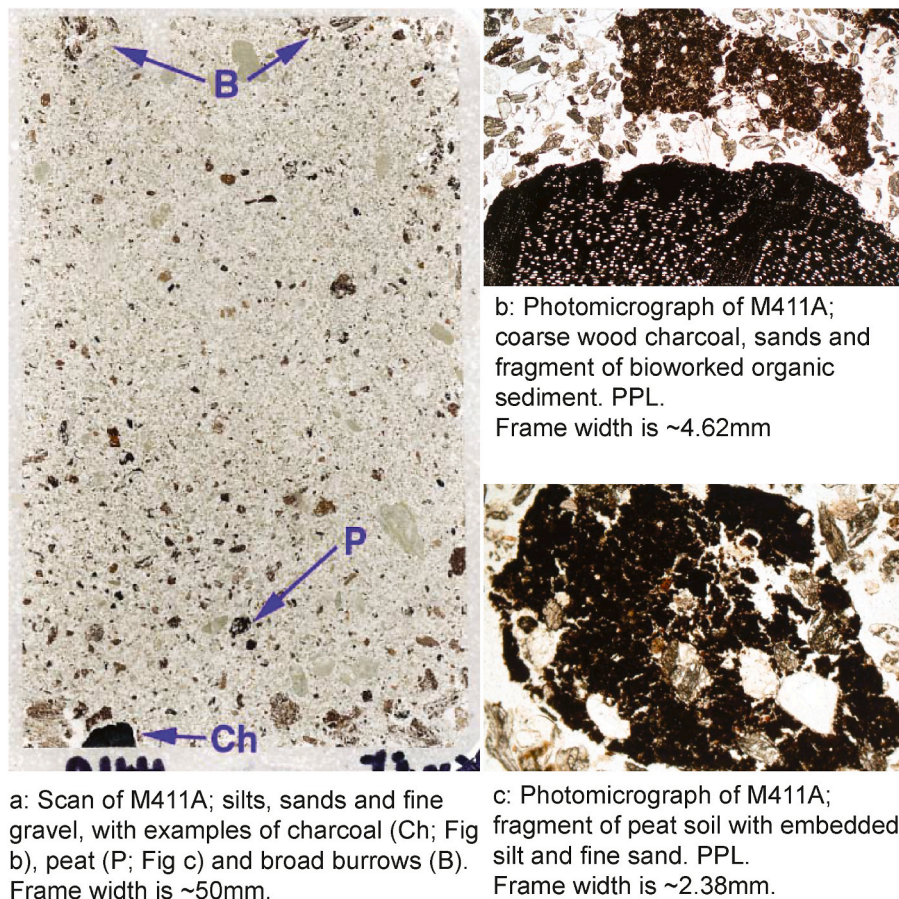 B
P
Ch
a: Scan of M411A; silts, sands and fine
gravel, with examples of charcoal (Ch; Fig
b), peat (P; Fig c) and broad burrows (B).
Frame width is ~50mm.
b: Photomicrograph of M411A;
coarse wood charcoal, sands and
fragment of bioworked organic
sediment. PPL.
Frame width is ~4.62mm
c: Photomicrograph of M411A;
fragment of peat soil with embedded
silt and fine sand. PPL.
Frame width is ~2.38mm.